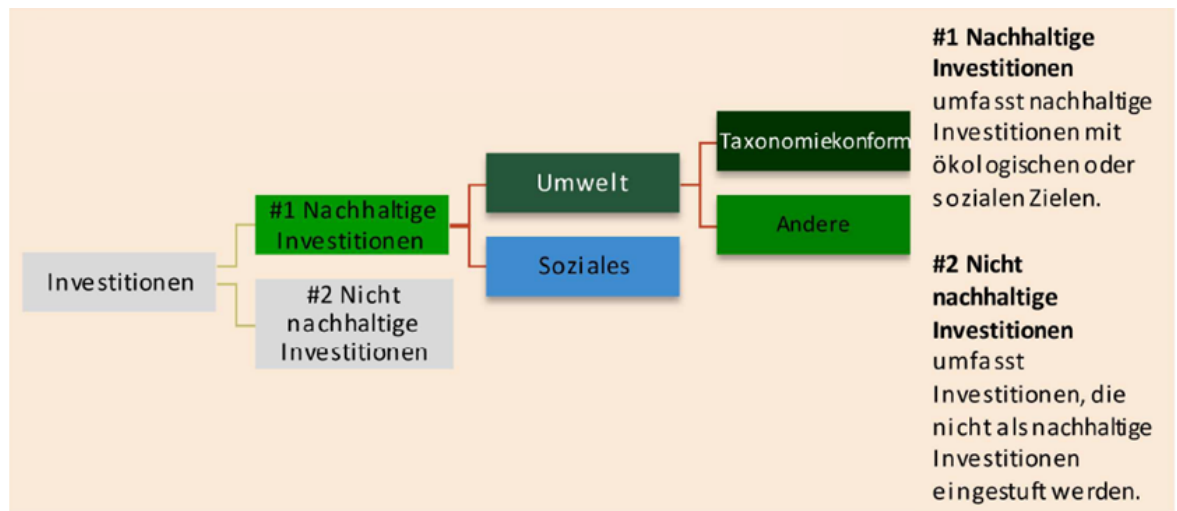 Investitionen
#1 Nachhaltige
Investitionen
#2 Nicht
nachhaltige
Investitionen
Umwelt
Soziales
Taxonomiekonform
Andere
#1 Nachhaltige
Investitionen
umfasst nachhaltige
Investitionen mit
ökologischen oder
sozialen Zielen.
#2 Nicht
nachhaltige
Investitionen
umfasst
Investitionen, die
nicht als nachhaltige
Investitionen
eingestuft werden.